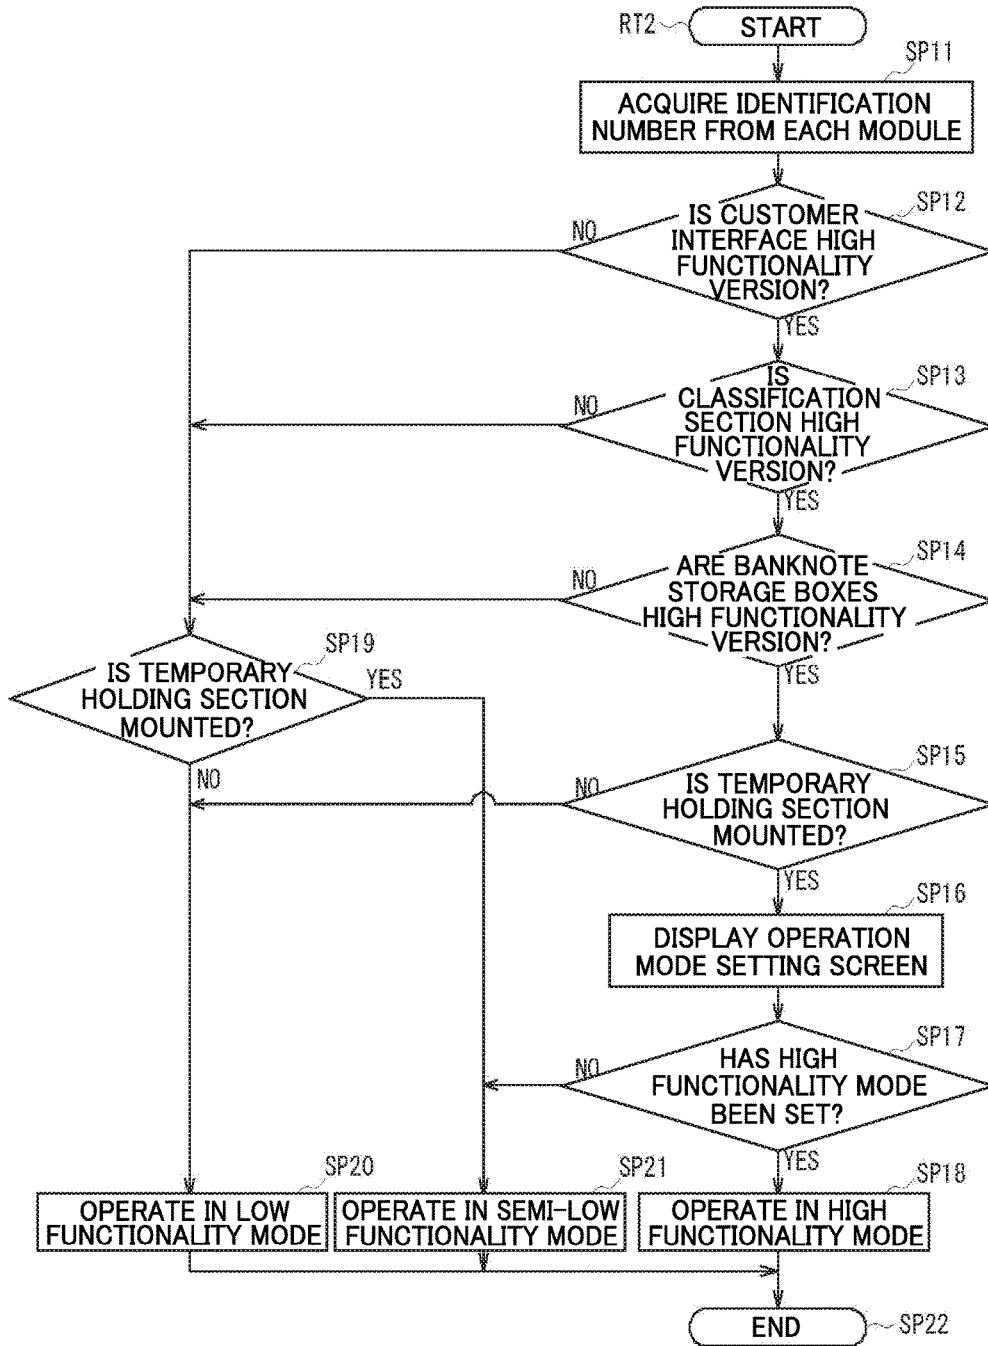 RT2
START
SP11
ACQUIRE IDENTIFICATION
NUMBER FROM EACH MODULE
SP12
IS CUSTOMER
INTERFACE HIGH
FUNCTIONALITY
VERSION?
NO
YES
SP13
IS
CLASSIFICATION
SECTION HIGH
FUNCTIONALITY
VERSION?
NO
YES
SP14
ARE BANKNOTE
STORAGE BOXES
HIGH FUNCTIONALITY
VERSION?
NO
YES
SP19
IS TEMPORARY
HOLDING SECTION
MOUNTED?
YES
NO
SP15
IS TEMPORARY
HOLDING SECTION
MOUNTED?
NO
YES
SP16
DISPLAY OPERATION
MODE SETTING SCREEN
SP17
HAS HIGH
FUNCTIONALITY MODE
BEEN SET?
NO
YES
SP20
OPERATE IN LOW
FUNCTIONALITY MODE
SP21
OPERATE IN SEMI-LOW
FUNCTIONALITY MODE
SP18
OPERATE IN HIGH
FUNCTIONALITY MODE
END
SP22